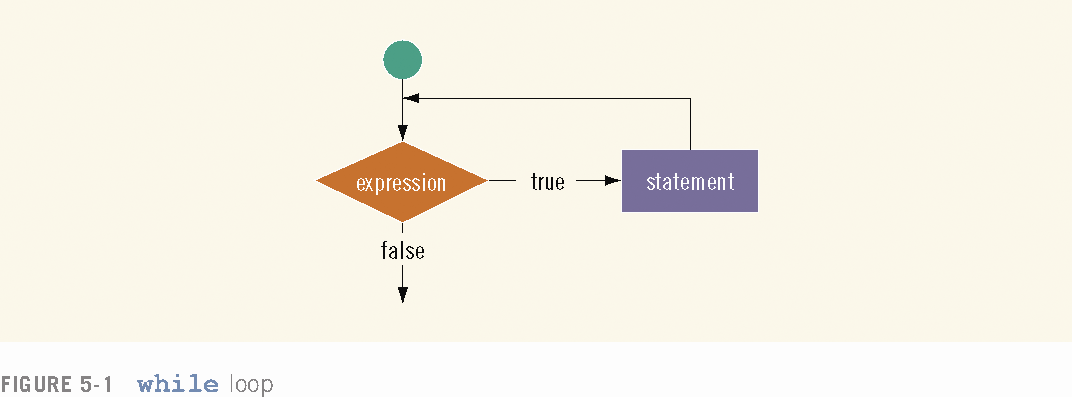 expression
true
statement
false
FIGURE 5-1 while loop